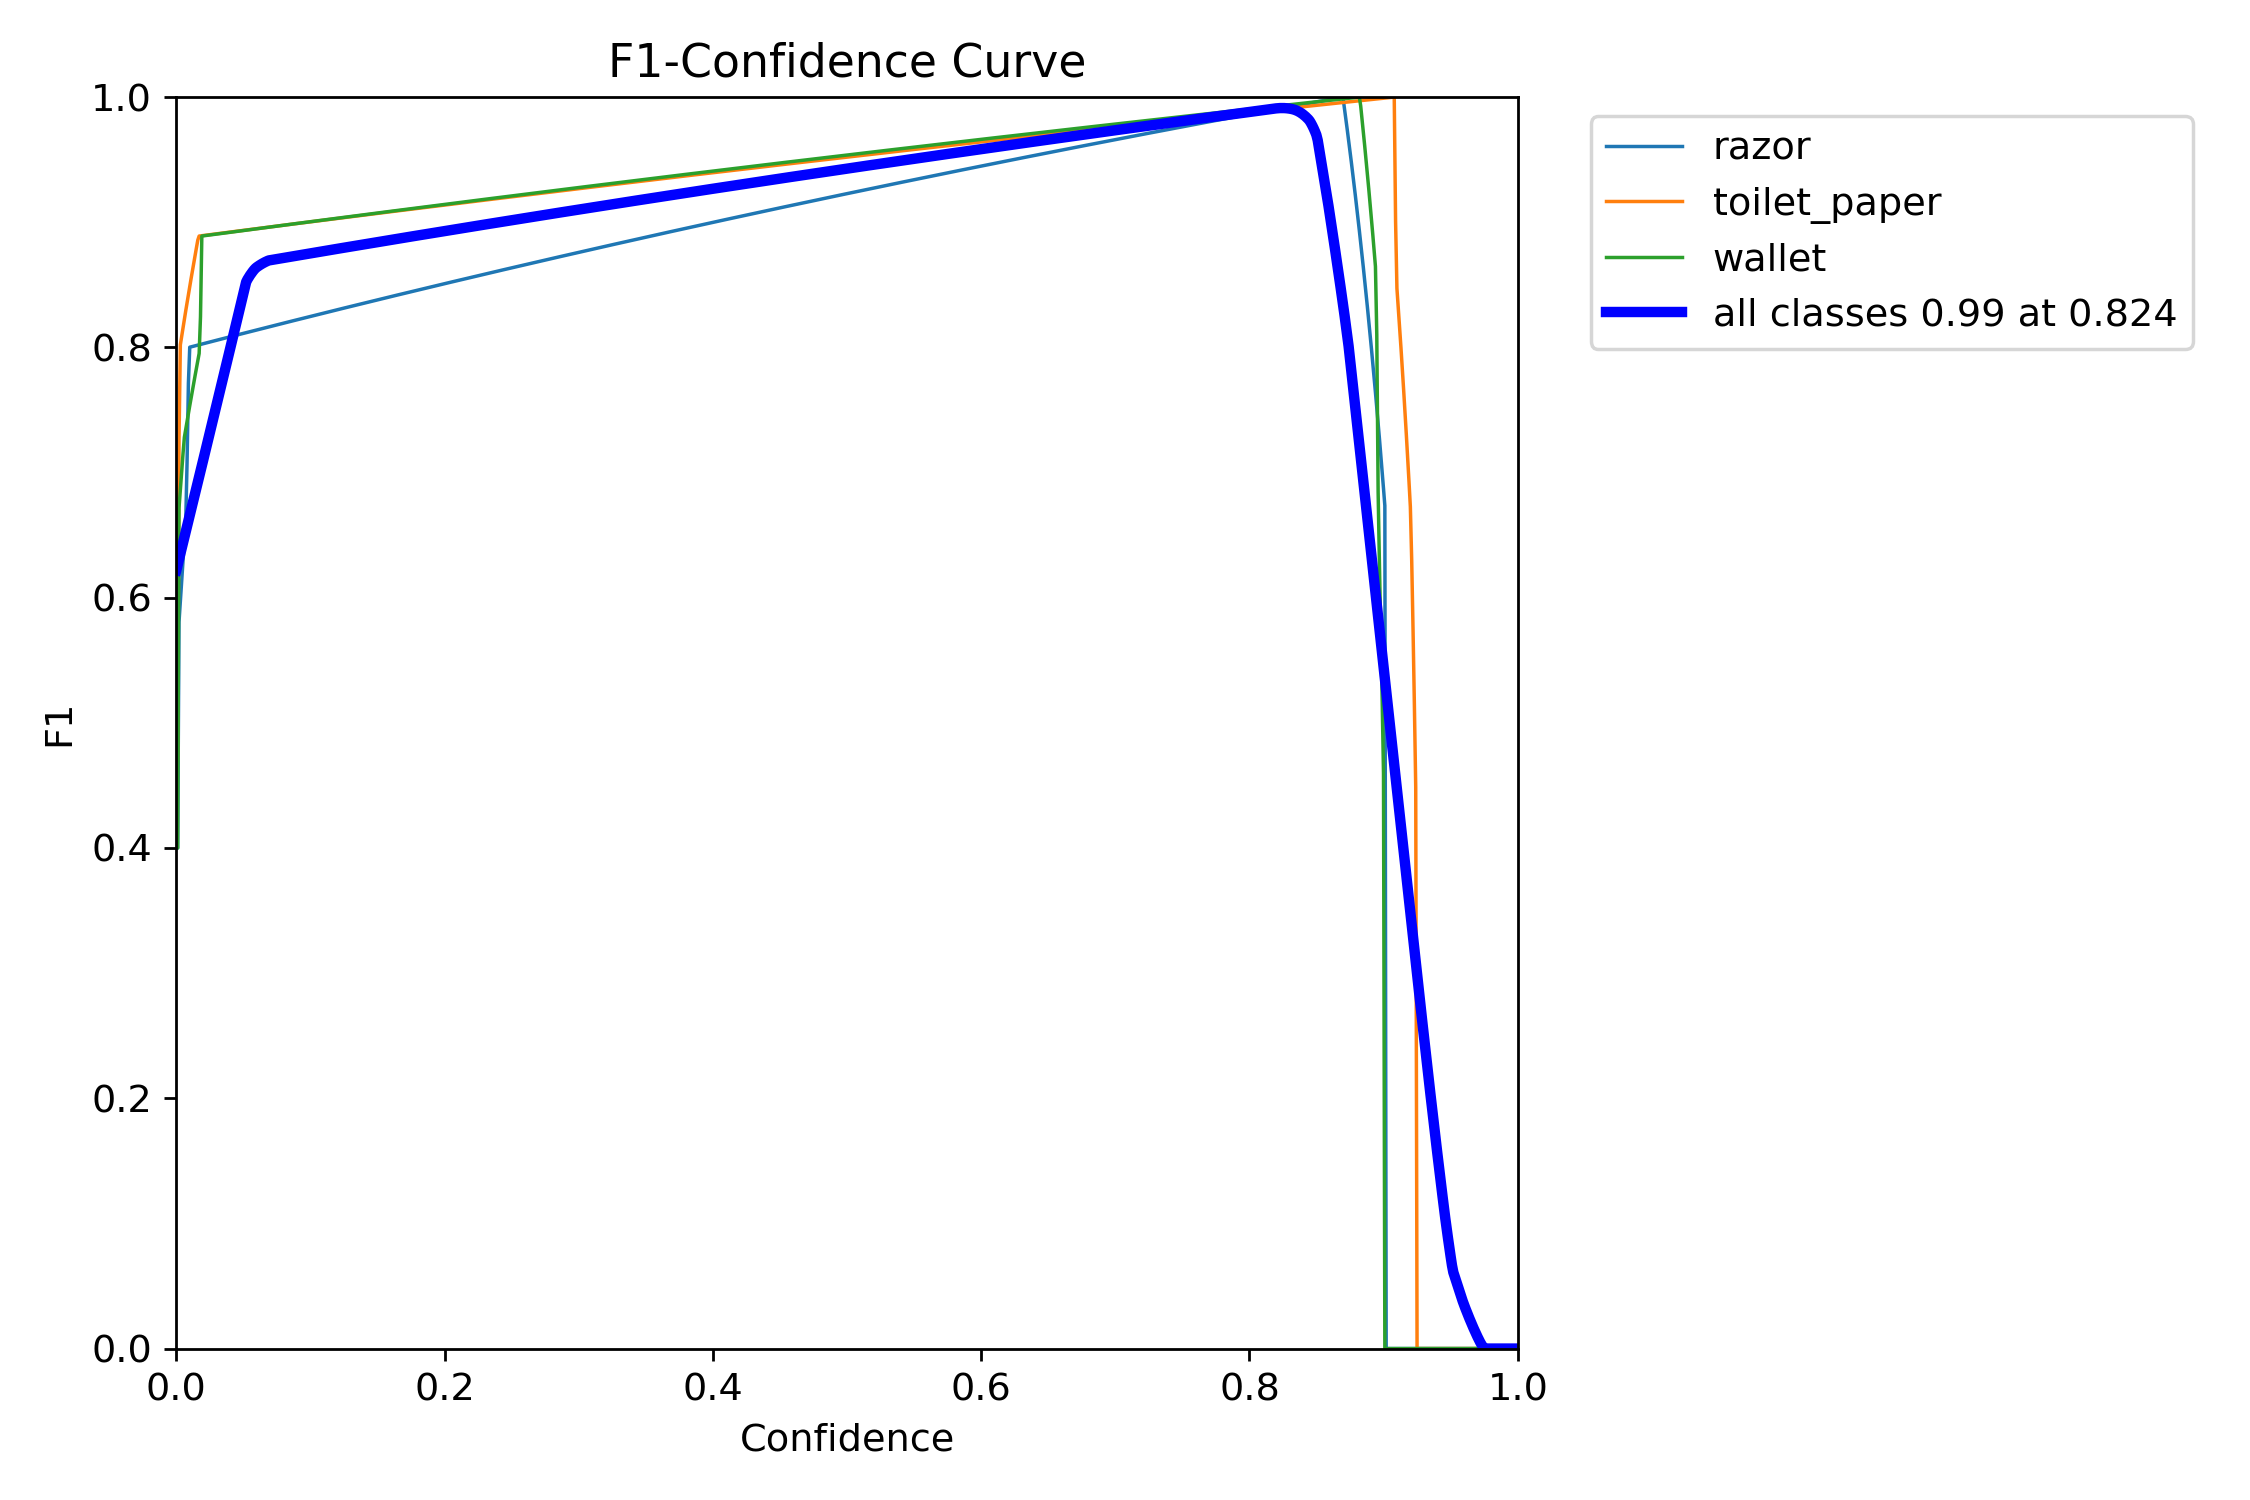 F1-Confidence Curve
1.0
0.8
0.6
0.4
0.2
0.0
F1
0.0 0.2 0.4 0.6 0.8 1.0
Confidence
razor
toilet_paper
wallet
all classes 0.99 at 0.824